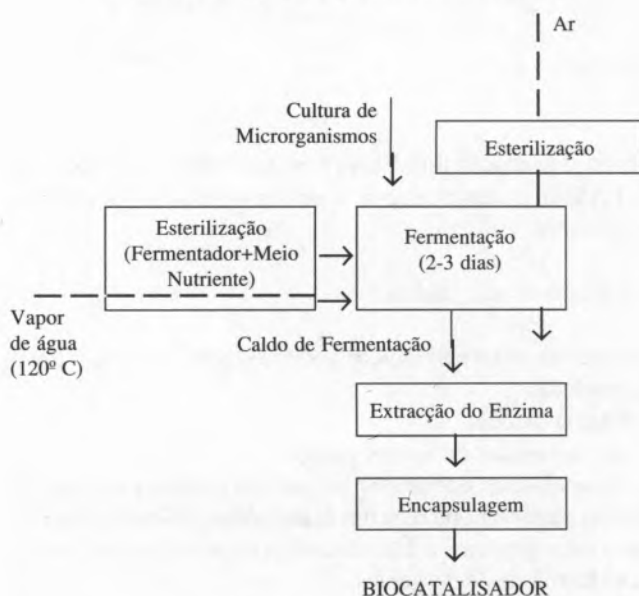 Ar
Cultura de
Microrganismos
Esterilização
Esterilização
(Fermentador+Meio
Nutriente)
Fermentação
(2-3 dias)
Vapor
de água
(120º C)
Caldo de Fermentação
Extracção do Enzima
Encapsulagem
BIOCATALISADOR